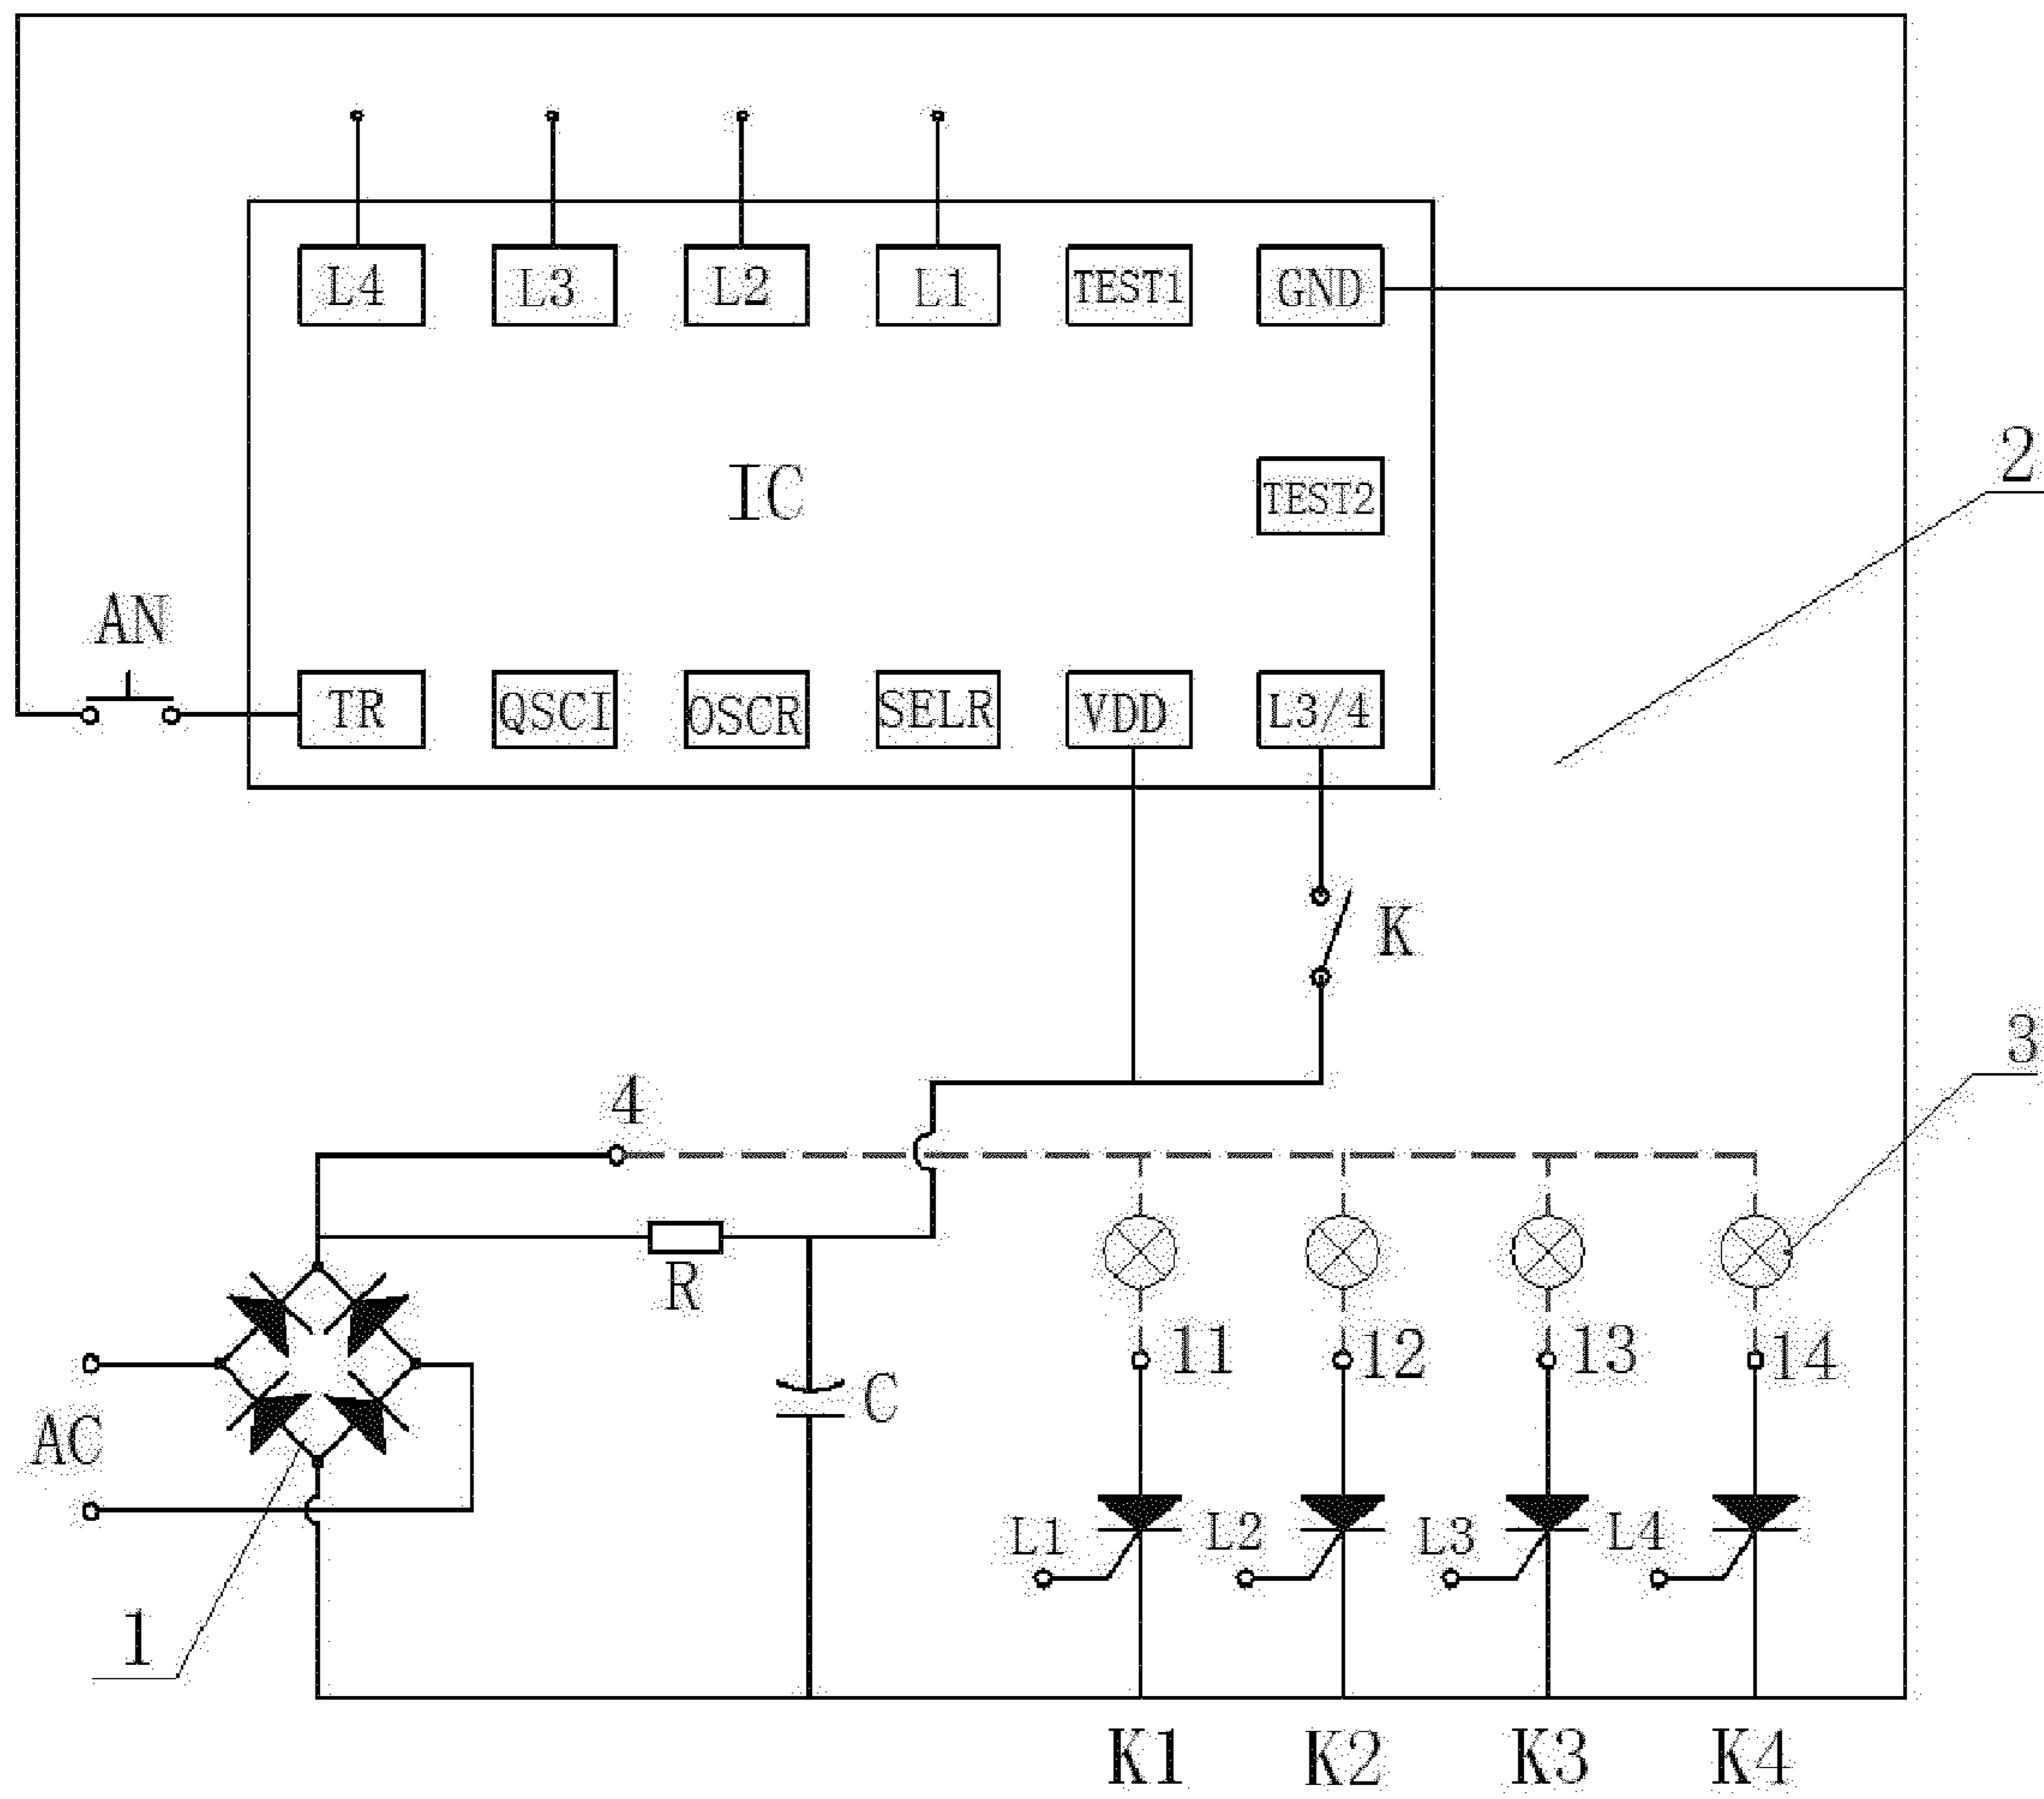 L4 L3 L2 L1 TEST1 GND
IC
TEST2
2
AN
TR QSCI OSCR SELR VDD L3/4
K
3
4
R
11 12 13 14
C
AC
L1 L2 L3 L4
1
K1 K2 K3 K4